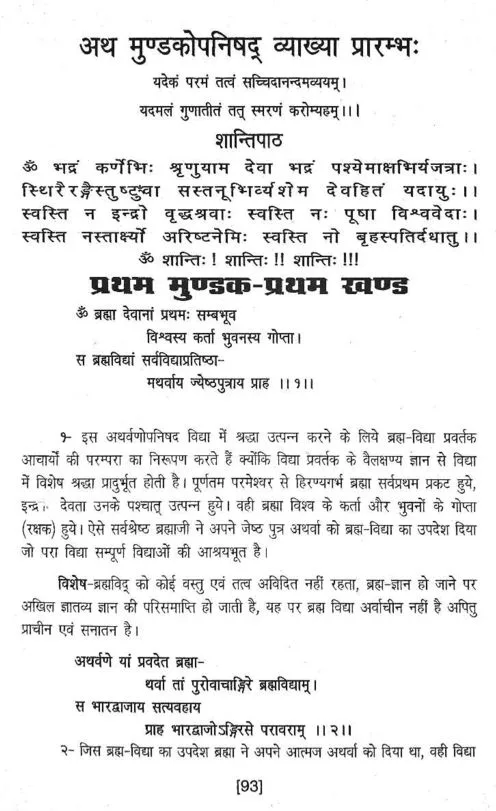 अथ मुण्डकोपनिषद् व्याख्या प्रारम्भः
यदेकं परमं तत्वं सच्चिदानन्दमव्ययम्।
यदमलं गुणातीतं तत् स्मरणं करोम्यहम्।।।
शान्तिपाठ
ॐ भद्रं कर्णेभिः श्रृणुयाम देवा भद्रं पश्येमाक्षभिर्यजत्राः।
स्थिरैरङ्गैस्तुष्टुवा सस्तनूभिर्व्यशेम देवहितं यदायुः।।
स्वस्ति न इन्द्रो वृद्धश्रवाः स्वस्ति नः पूषा विश्ववेदाः।
स्वस्ति नस्तार्क्ष्यो अरिष्टनेमिः स्वस्ति नो बृहस्पतिर्दधातु।।
ॐ शान्तिः ! शान्तिः !! शान्तिः !!!
प्रथम मुण्डक-प्रथम खण्ड
ॐ ब्रह्मा देवानां प्रथमः सम्बभूव
विश्वस्य कर्ता भुवनस्य गोप्ता।
स ब्रह्मविद्यां सर्वविद्याप्रतिष्ठा-
मथर्वाय ज्येष्ठपुत्राय प्राह ।।१।।
१- इस अथर्वणोपनिषद विद्या में श्रद्धा उत्पन्न करने के लिये ब्रह्म-विद्या प्रवर्तक
आचार्यों की परम्परा का निरूपण करते हैं क्योंकि विद्या प्रवर्तक के वैलक्षण्य ज्ञान से विद्या
में विशेष श्रद्धा प्रादुर्भूत होती है। पूर्णतम परमेश्वर से हिरण्यगर्भ ब्रह्मा सर्वप्रथम प्रकट हुये,
इन्द्रा देवता उनके पश्चात् उत्पन्न हुये। वही ब्रह्मा विश्व के कर्ता और भुवनों के गोप्ता
(रक्षक) हुये। ऐसे सर्वश्रेष्ठ ब्रह्माजी ने अपने जेष्ठ पुत्र अथर्वा को ब्रह्म-विद्या का उपदेश दिया
जो परा विद्या सम्पूर्ण विद्याओं की आश्रयभूत है।
विशेष-ब्रह्मविद् को कोई वस्तु एवं तत्व अविदित नहीं रहता, ब्रह्म-ज्ञान हो जाने पर
अखिल ज्ञातव्य ज्ञान की परिसमाप्ति हो जाती है, यह पर ब्रह्म विद्या अर्वाचीन नहीं है अपितु
प्राचीन एवं सनातन है।
अथर्वणे यां प्रवदेत ब्रह्मा-
थर्वा तां पुरोवाचाङ्गिरे ब्रह्मविद्याम्।
स भारद्वाजाय सत्यवहाय
प्राह भारद्वाजोऽङ्गिरसे परावराम् ।।२।।
२- जिस ब्रह्म-विद्या का उपदेश ब्रह्मा ने अपने आत्मज अथर्वा को दिया था, वही विद्या
[93]